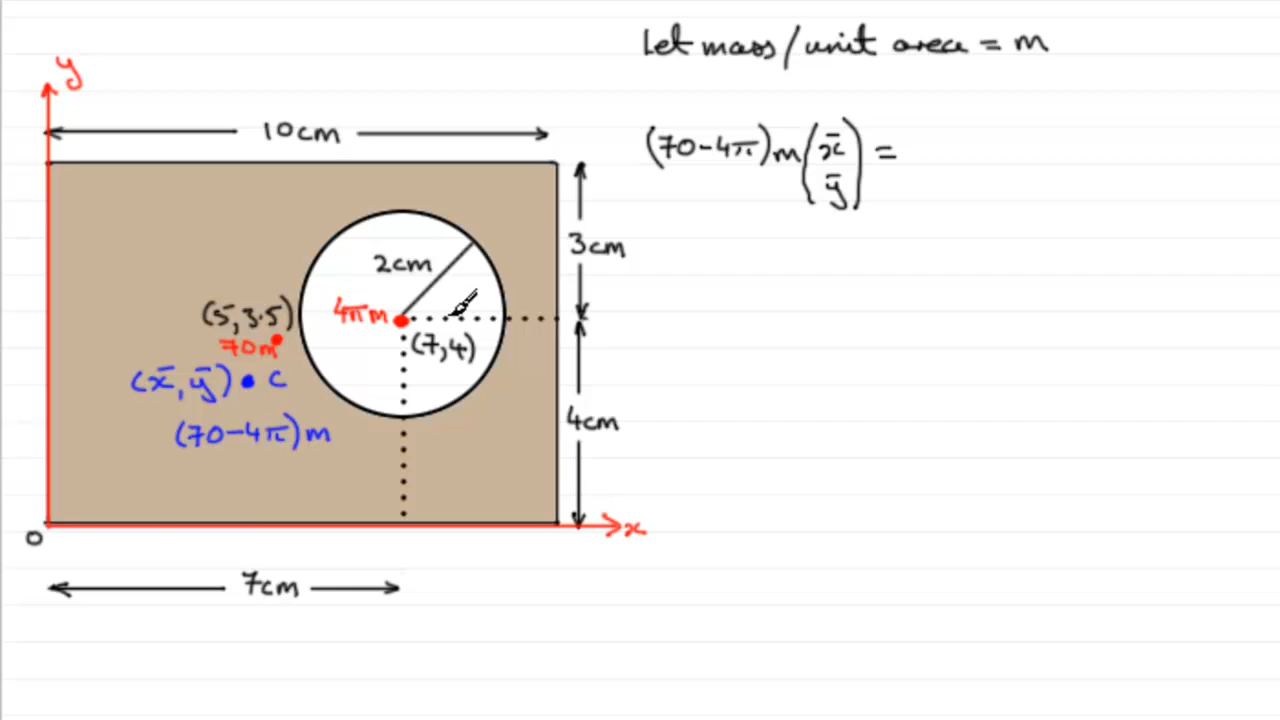 Let mass/unit area = m
y
10cm
(70-4π)m(x̄ ȳ) =
3cm
2cm
(5,3.5)
4πm
70m
(7,4)
(x̄,ȳ) • C
4cm
(70-4π)m
x
0
7cm